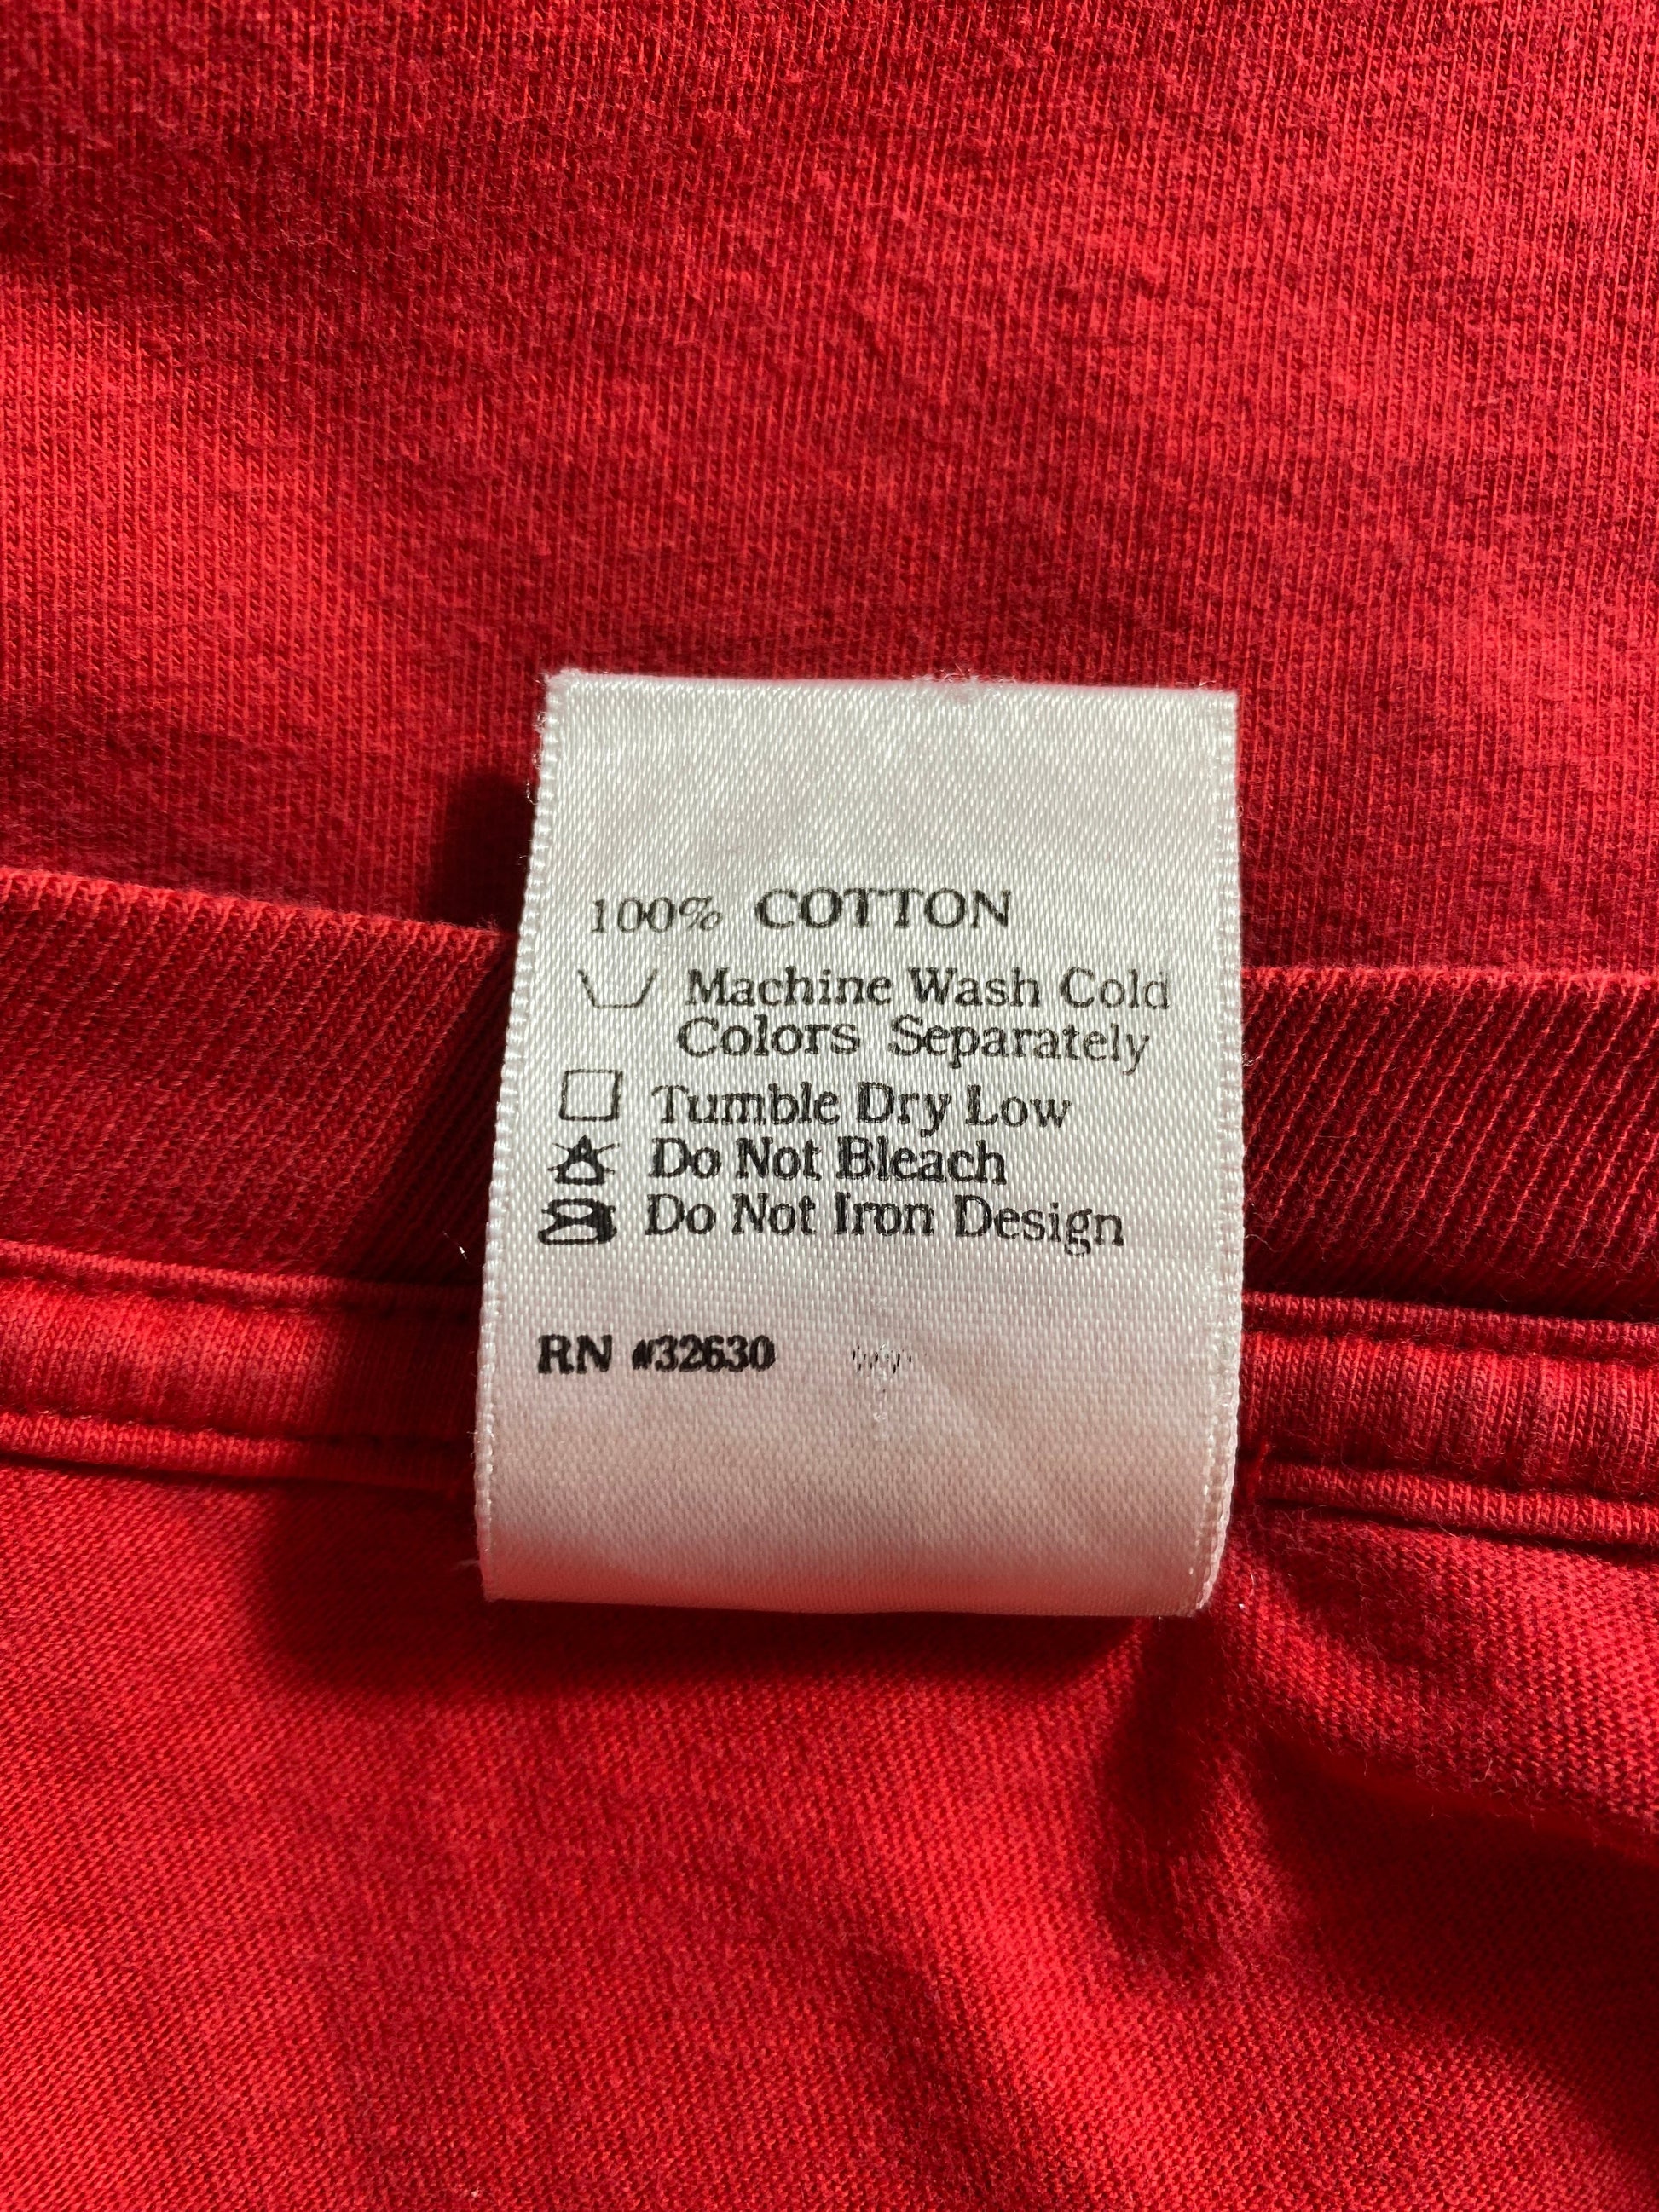 100% COTTON
Machine Wash Cold
Colors Separately
Tumble Dry Low
Do Not Bleach
Do Not Iron Design
RN #32630